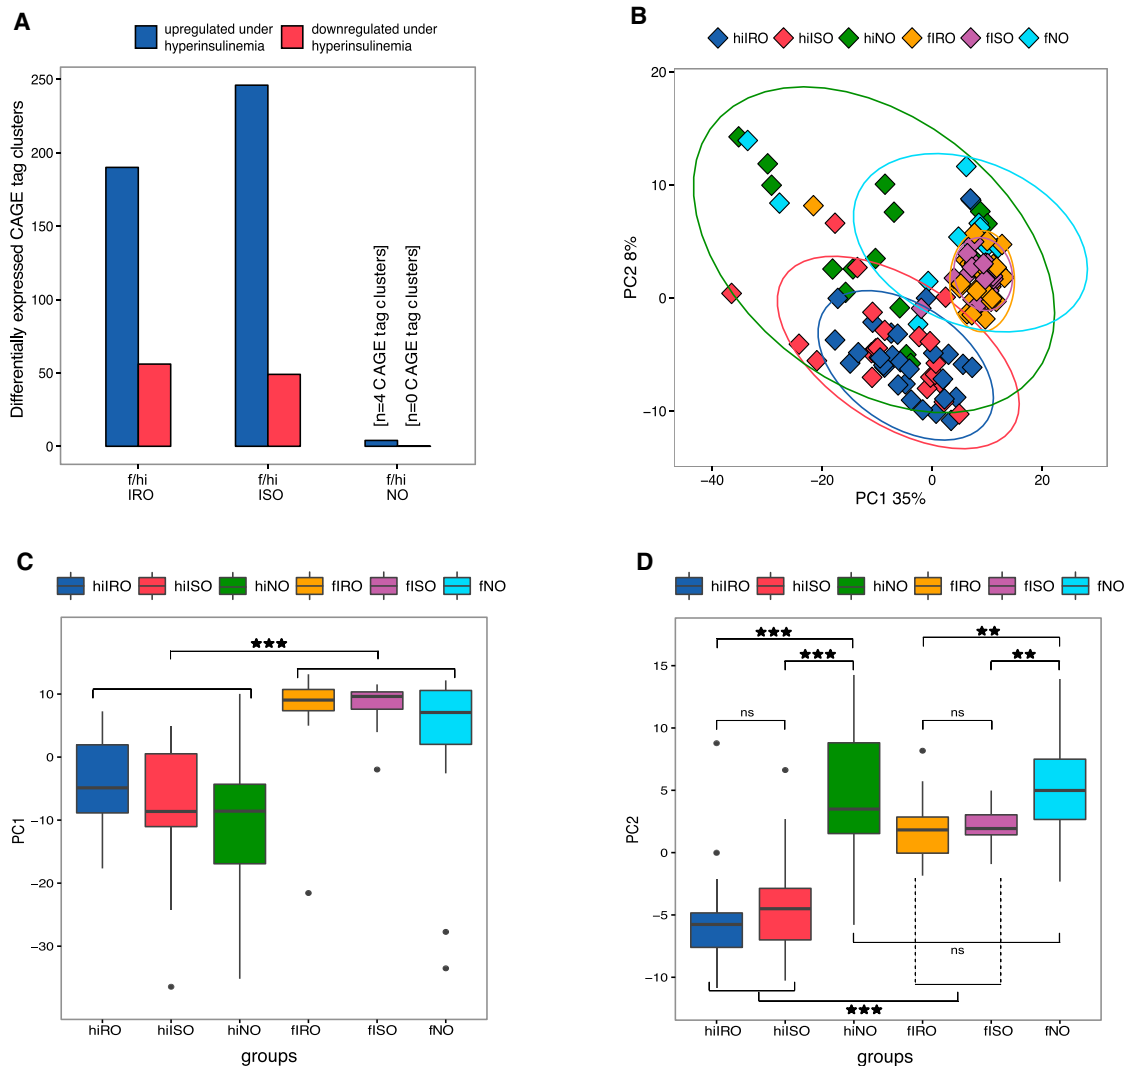 A
upregulated under
hyperinsulinemia
downregulated under
hyperinsulinemia
Differentially expressed CAGE tag clusters
250
200
150
100
50
0
[n=4 CAGE tag clusters]
[n=0 CAGE tag clusters]
f/hi
IRO
f/hi
ISO
f/hi
NO
B
hiIRO hiISO hiNO fIRO fISO fNO
PC2 8%
20
10
0
−10
−40 −20 0 20
PC1 35%
C
hiIRO hiISO hiNO fIRO fISO fNO
★★★
PC1
10
0
−10
−20
−30
hiRO hiISO hiNO fIRO fISO fNO
groups
D
hiIRO hiISO hiNO fIRO fISO fNO
★★★ ★★
★★★ ★★
ns ns
PC2
15
10
5
0
−5
−10
ns
★★★
hiIRO hiISO hiNO fIRO fISO fNO
groups